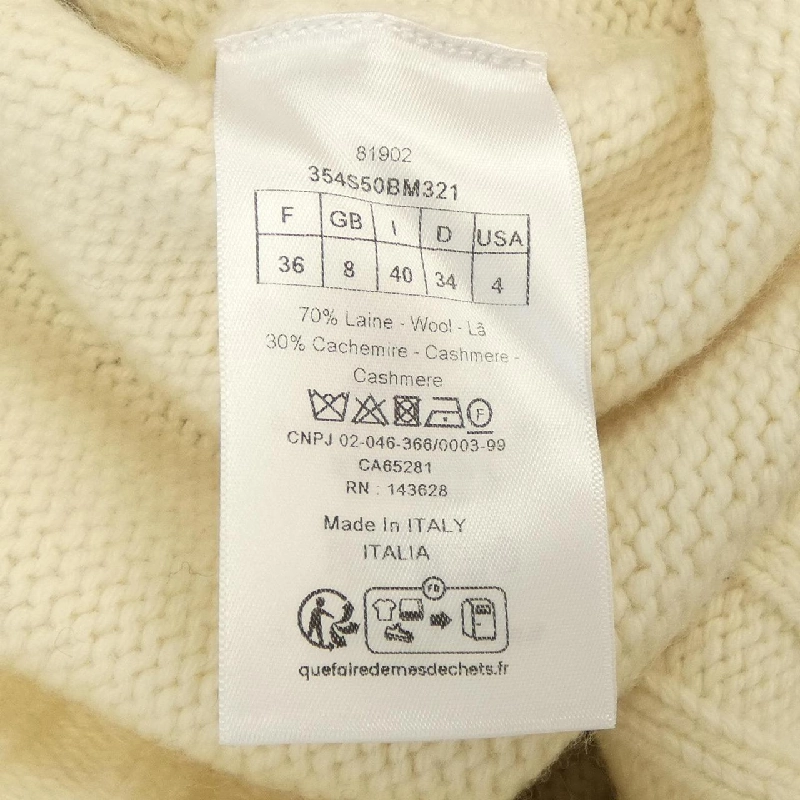 81902
354S50BM321
F GB I D USA
36 8 40 34 4
70% Laine - Wool - Lã
30% Cachemire - Cashmere -
Cashmere
F
CNPJ 02-046-366/0003-99
CA65281
RN : 143628
Made In ITALY
ITALIA
FR
quefairedemesdechets.fr